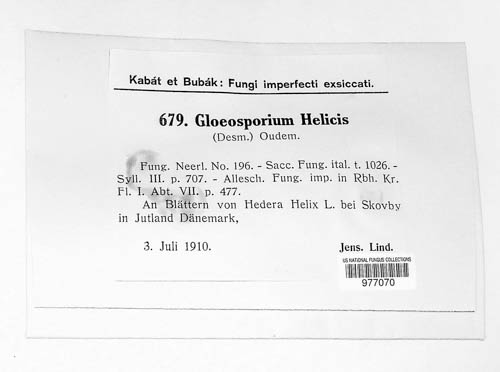 Kabát et Bubák: Fungi imperfecti exsiccati.
679. Gloeosporium Helicis
(Desm.) Oudem.
Fung. Neerl. No. 196. - Sacc. Fung. ital. t. 1026. -
Syll. III. p. 707. - Allesch. Fung. imp. in Rbh. Kr.
Fl. I. Abt. VII. p. 477.
An Blättern von Hedera Helix L. bei Skovby
in Jutland Dänemark,
3. Juli 1910.
Jens. Lind.
US NATIONAL FUNGUS COLLECTIONS
977070